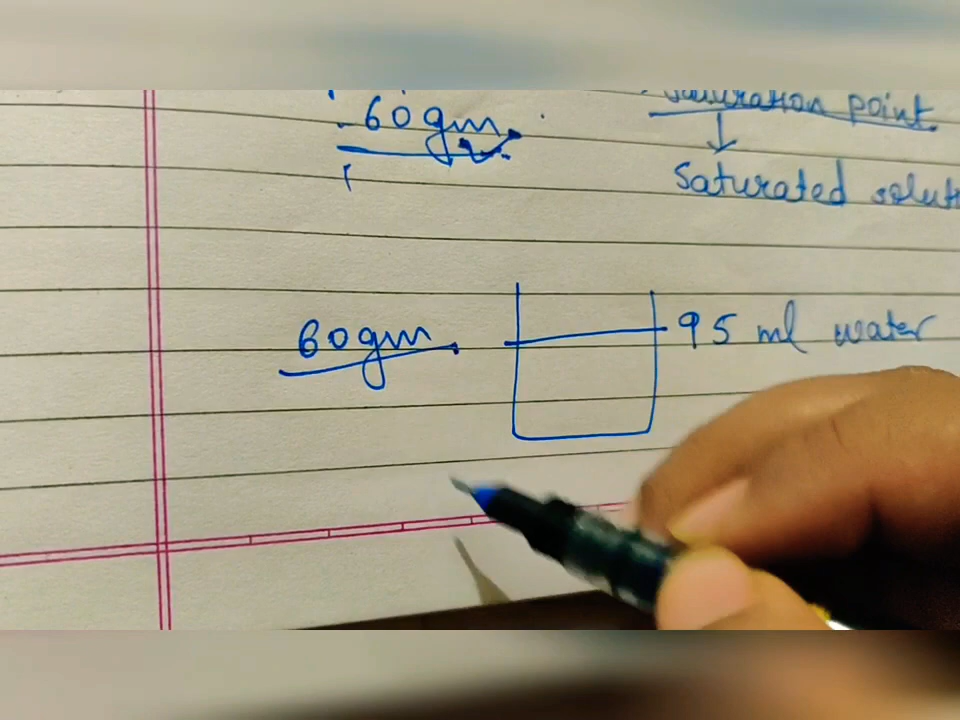 60gm
saturation point
saturated
60gm
95 ml water